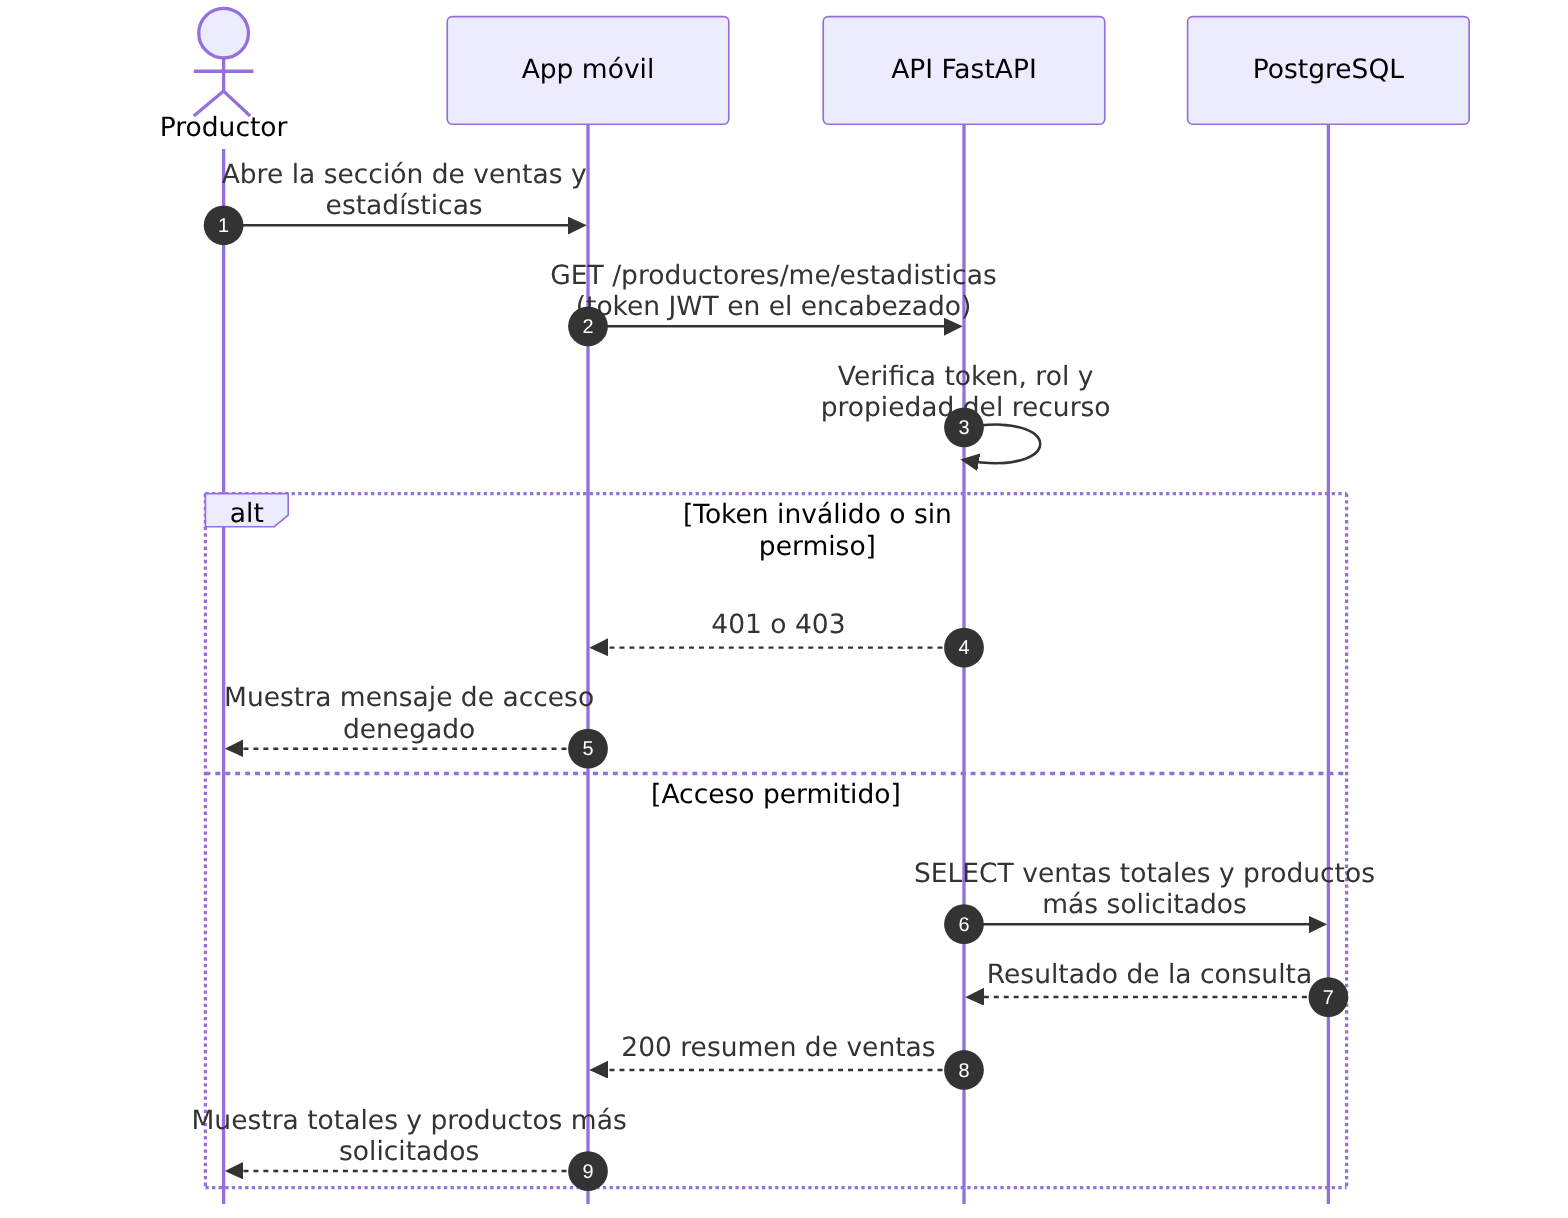 Productor
App móvil
API FastAPI
PostgreSQL
Abre la sección de ventas y
estadísticas
1
GET /productores/me/estadisticas
(token JWT en el encabezado)
2
Verifica token, rol y
propiedad del recurso
3
alt
[Token inválido o sin
permiso]
401 o 403
4
Muestra mensaje de acceso
denegado
5
[Acceso permitido]
SELECT ventas totales y productos
más solicitados
6
Resultado de la consulta
7
200 resumen de ventas
8
Muestra totales y productos más
solicitados
9